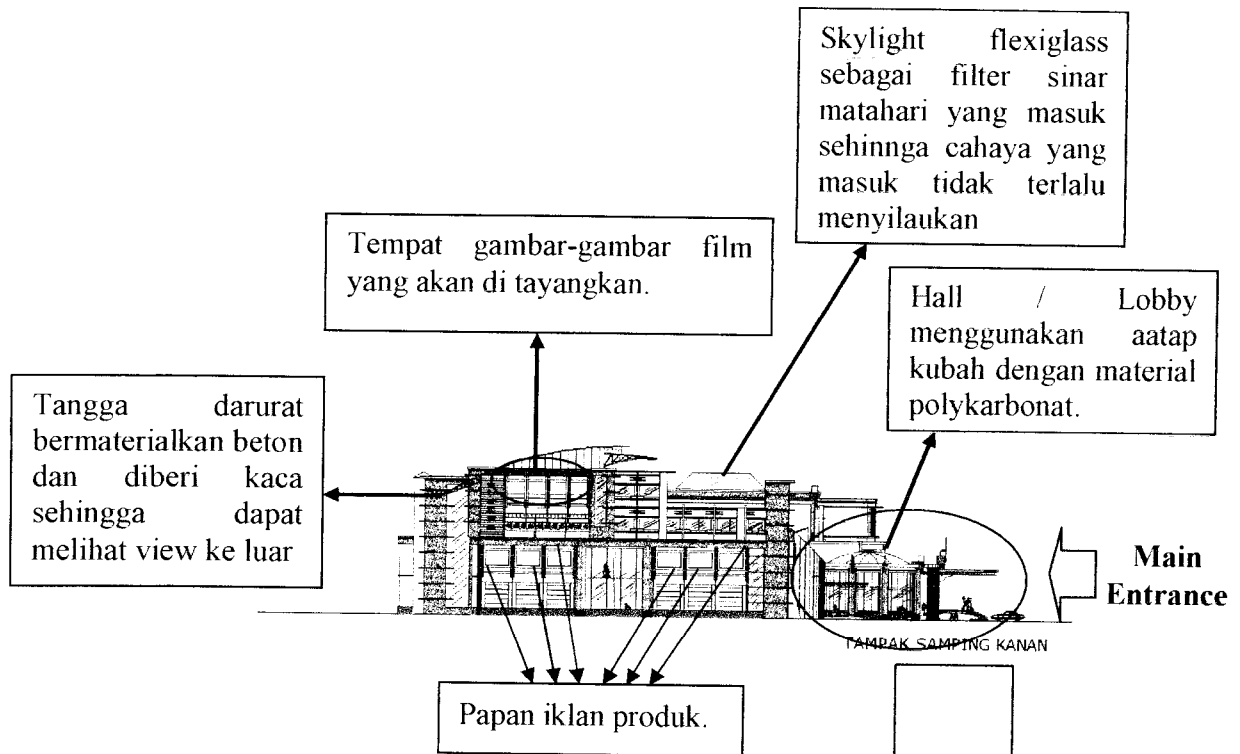 Skylight flexiglass
sebagai filter sinar
matahari yang masuk
sehinnga cahaya yang
masuk tidak terlalu
menyilaukan
Tempat gambar-gambar film
yang akan di tayangkan.
Hall / Lobby
menggunakan aatap
kubah dengan material
polykarbonat.
Tangga darurat
bermaterialkan beton
dan diberi kaca
sehingga dapat
melihat view ke luar
Main
Entrance
TAMPAK SAMPING KANAN
Papan iklan produk.